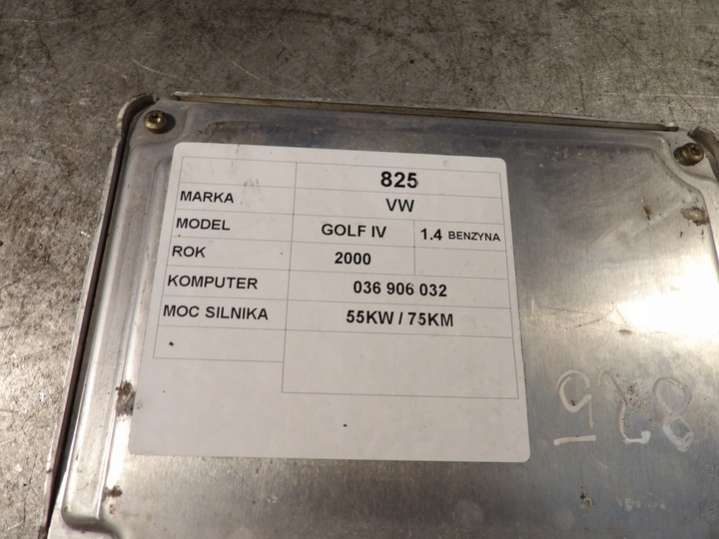 825
MARKA VW
MODEL GOLF IV 1.4 BENZYNA
ROK 2000
KOMPUTER 036 906 032
MOC SILNIKA 55KW / 75KM
825